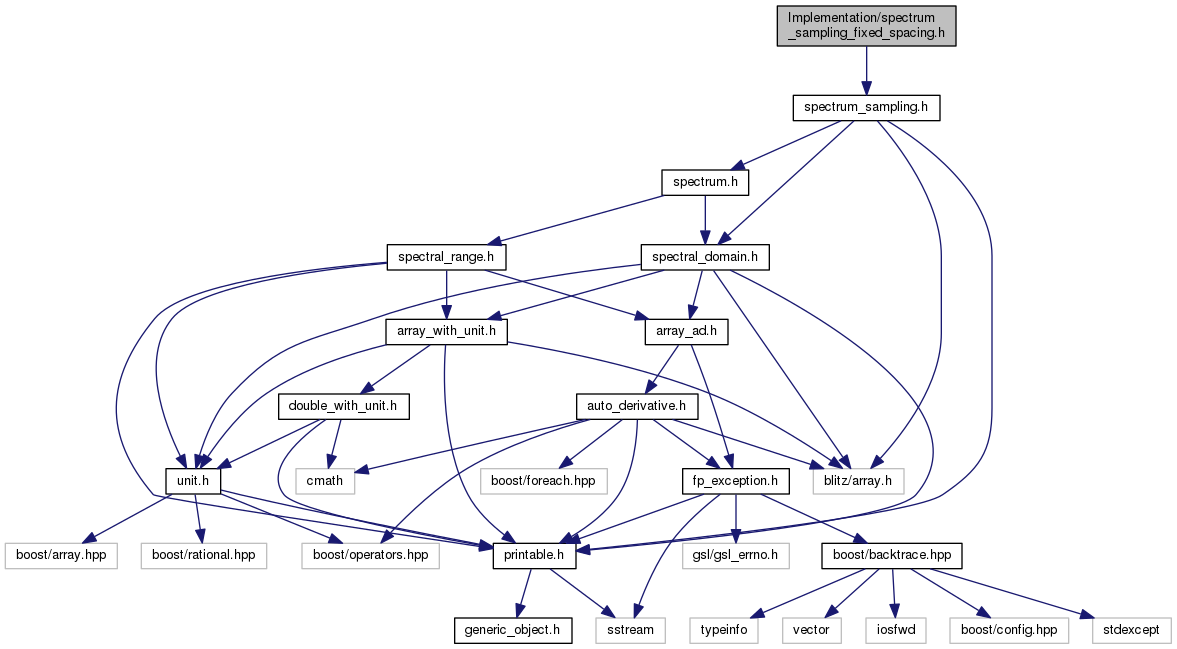 Implementation/spectrum
_sampling_fixed_spacing.h
spectrum_sampling.h
spectrum.h
spectral_range.h
spectral_domain.h
array_with_unit.h
array_ad.h
double_with_unit.h
auto_derivative.h
unit.h
cmath
boost/foreach.hpp
fp_exception.h
blitz/array.h
boost/array.hpp
boost/rational.hpp
boost/operators.hpp
printable.h
gsl/gsl_errno.h
boost/backtrace.hpp
generic_object.h
sstream
typeinfo
vector
iosfwd
boost/config.hpp
stdexcept